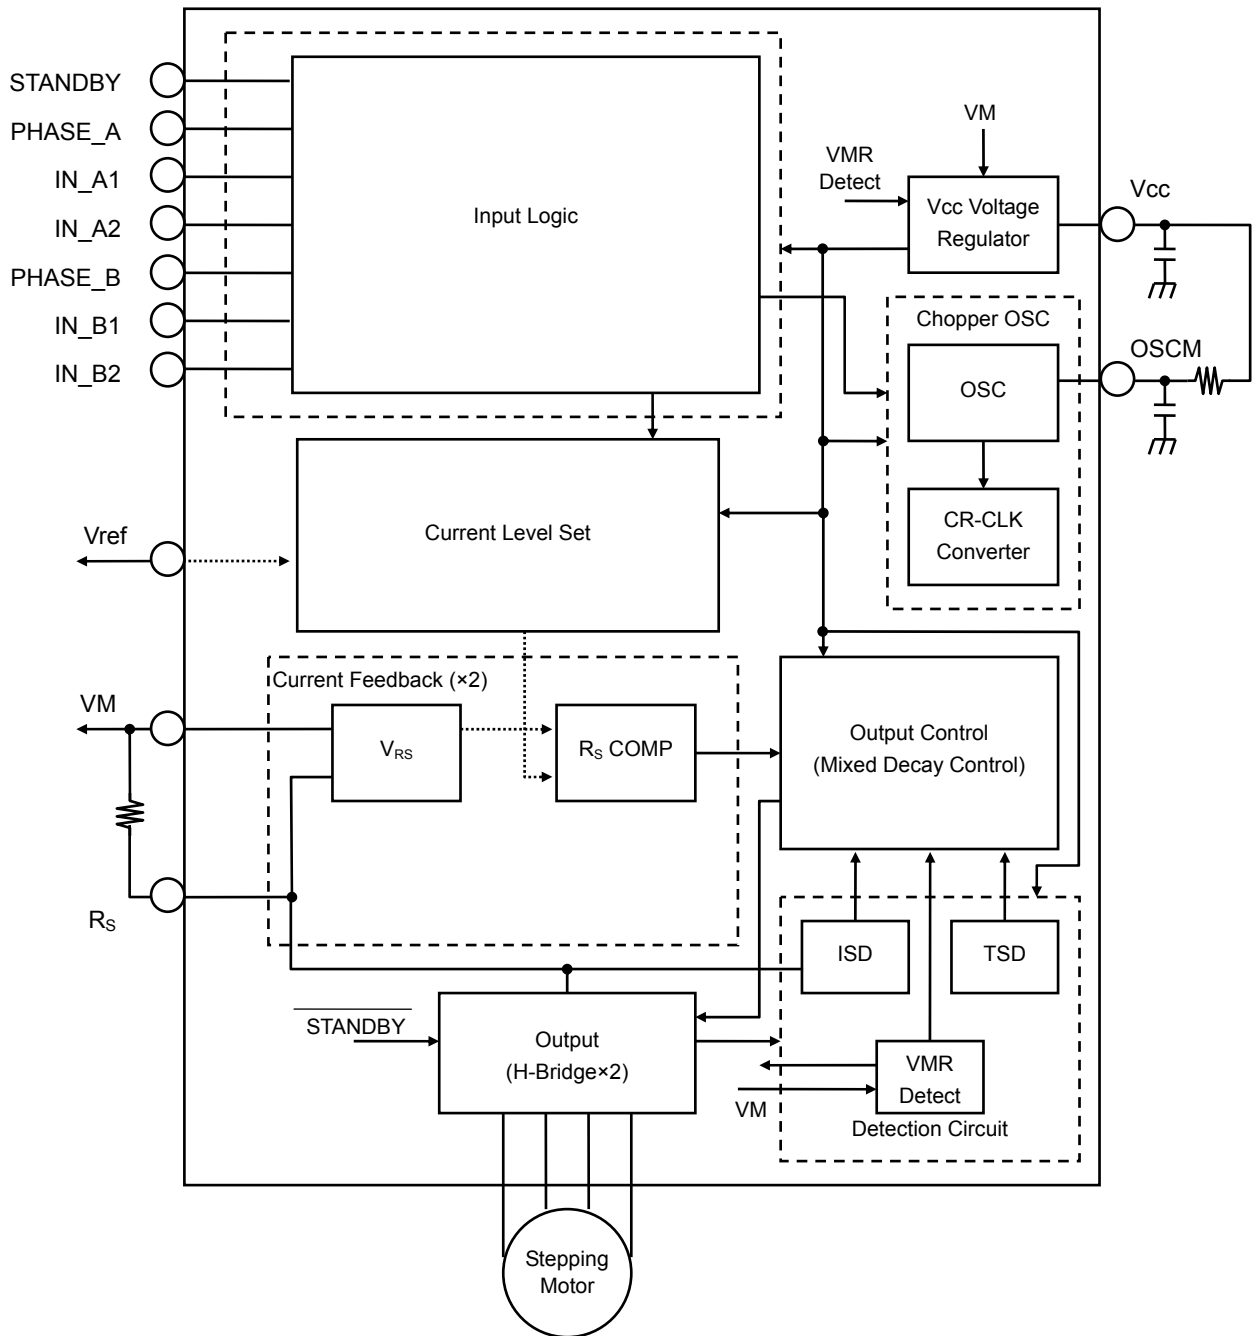 STANDBY
PHASE_A
IN_A1
IN_A2
PHASE_B
IN_B1
IN_B2
Input Logic
VM
VMR
Detect
Vcc Voltage
Regulator
Vcc
Chopper OSC
OSC
OSCM
CR-CLK
Converter
Vref
Current Level Set
Current Feedback (×2)
VM
VRS
RS COMP
Output Control
(Mixed Decay Control)
RS
ISD
TSD
STANDBY
Output
(H-Bridge×2)
VMR
Detect
VM
Detection Circuit
Stepping
Motor